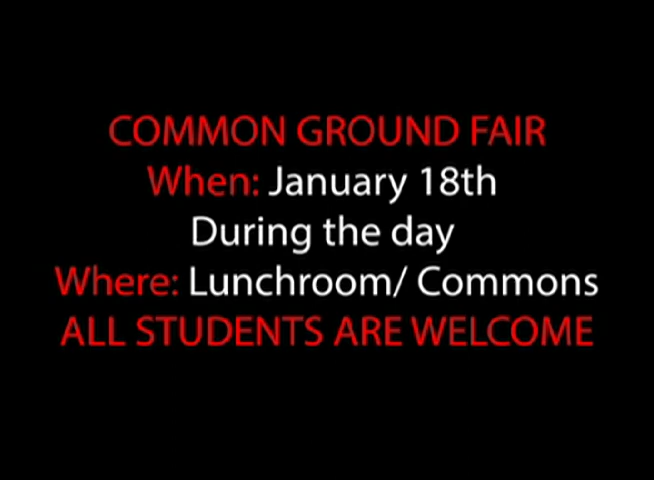 COMMON GROUND FAIR
When: January 18th
During the day
Where: Lunchroom/ Commons
ALL STUDENTS ARE WELCOME